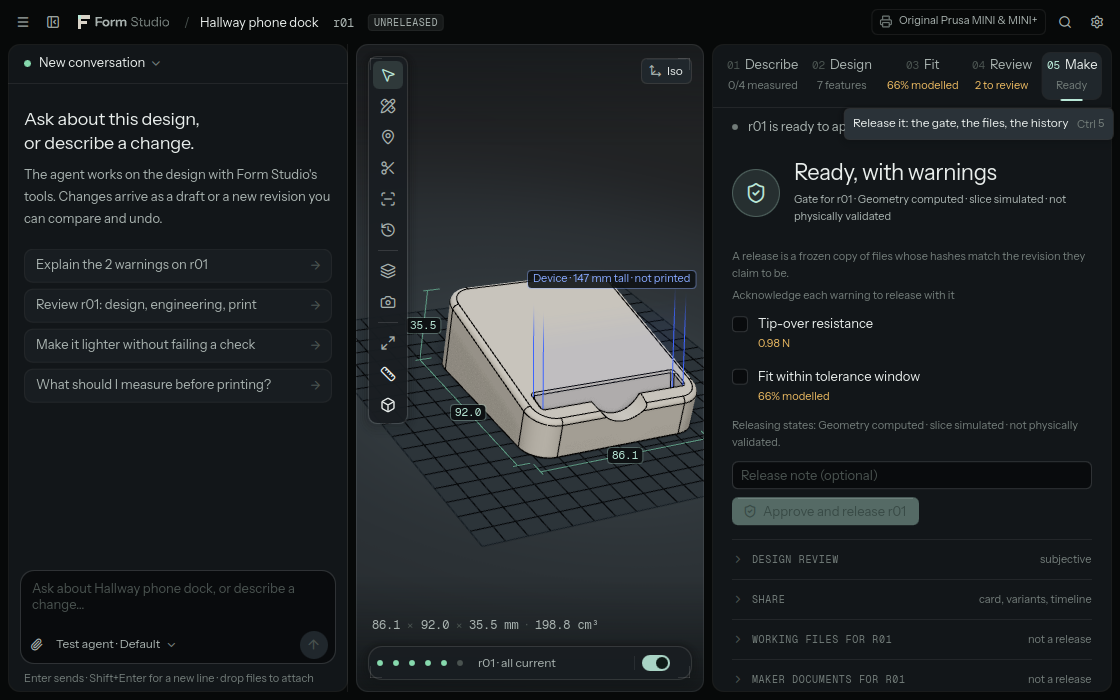 Form Studio / Hallway phone dock r01 UNRELEASED
Original Prusa MINI & MINI+
New conversation
Ask about this design,
or describe a change.
The agent works on the design with Form Studio's
tools. Changes arrive as a draft or a new revision you
can compare and undo.
Explain the 2 warnings on r01
Review r01: design, engineering, print
Make it lighter without failing a check
What should I measure before printing?
Ask about Hallway phone dock, or describe a
change...
Test agent · Default
Enter sends · Shift+Enter for a new line · drop files to attach
Iso
Device · 147 mm tall · not printed
35.5
92.0
86.1
86.1 × 92.0 × 35.5 mm · 198.8 cm³
r01 · all current
01 Describe 02 Design 03 Fit 04 Review 05 Make
0/4 measured 7 features 66% modelled 2 to review Ready
Release it: the gate, the files, the history Ctrl 5
r01 is ready to
Ready, with warnings
Gate for r01 · Geometry computed · slice simulated · not
physically validated
A release is a frozen copy of files whose hashes match the revision they
claim to be.
Acknowledge each warning to release with it
Tip-over resistance
0.98 N
Fit within tolerance window
66% modelled
Releasing states: Geometry computed · slice simulated · not physically
validated.
Release note (optional)
Approve and release r01
DESIGN REVIEW subjective
SHARE card, variants, timeline
WORKING FILES FOR R01 not a release
MAKER DOCUMENTS FOR R01 not a release